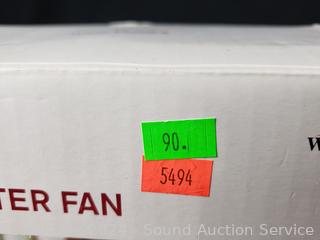 90.
5494
W
TER FAN
Sound Auction Service